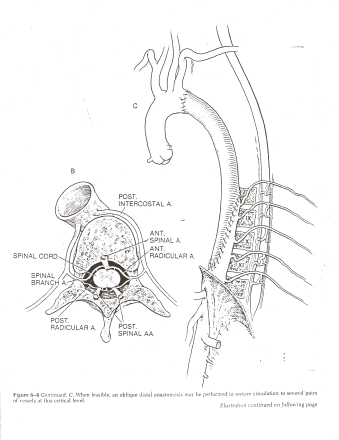 C
B
POST.
INTERCOSTAL A.
ANT.
SPINAL A.
ANT.
RADICULAR A.
SPINAL CORD
SPINAL
BRANCH A.
POST.
RADICULAR A.
POST.
SPINAL AA.
IX
Figure 6–6 Continued. C, When feasible, an oblique distal anastomosis may be performed to restore circulation to several pairs
of vessels at this critical level.
Illustration continued on following page